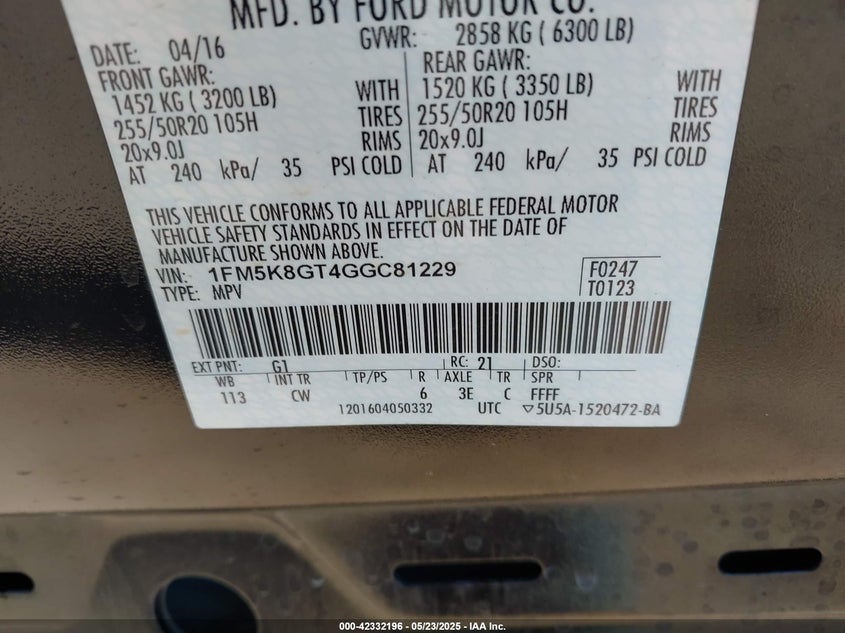 MFD. BY FORD MOTOR CO.
DATE: 04/16 GVWR: 2858 KG ( 6300 LB)
FRONT GAWR: REAR GAWR:
1452 KG ( 3200 LB) WITH 1520 KG ( 3350 LB) WITH
255/50R20 105H TIRES 255/50R20 105H TIRES
20x9.0J RIMS 20x9.0J RIMS
AT 240 kPa/ 35 PSI COLD AT 240 kPa/ 35 PSI COLD
THIS VEHICLE CONFORMS TO ALL APPLICABLE FEDERAL MOTOR
VEHICLE SAFETY STANDARDS IN EFFECT ON THE DATE OF
MANUFACTURE SHOWN ABOVE.
VIN: 1FM5K8GT4GGC81229 F0247
TYPE: MPV T0123
EXT PNT: G1 RC: 21 DSO:
WB INT TR TP/PS R AXLE TR SPR
113 CW 6 3E C FFFF
1201604050332 UTC ▽5U5A-1520472-BA
000-42332196 - 05/23/2025 - IAA Inc.